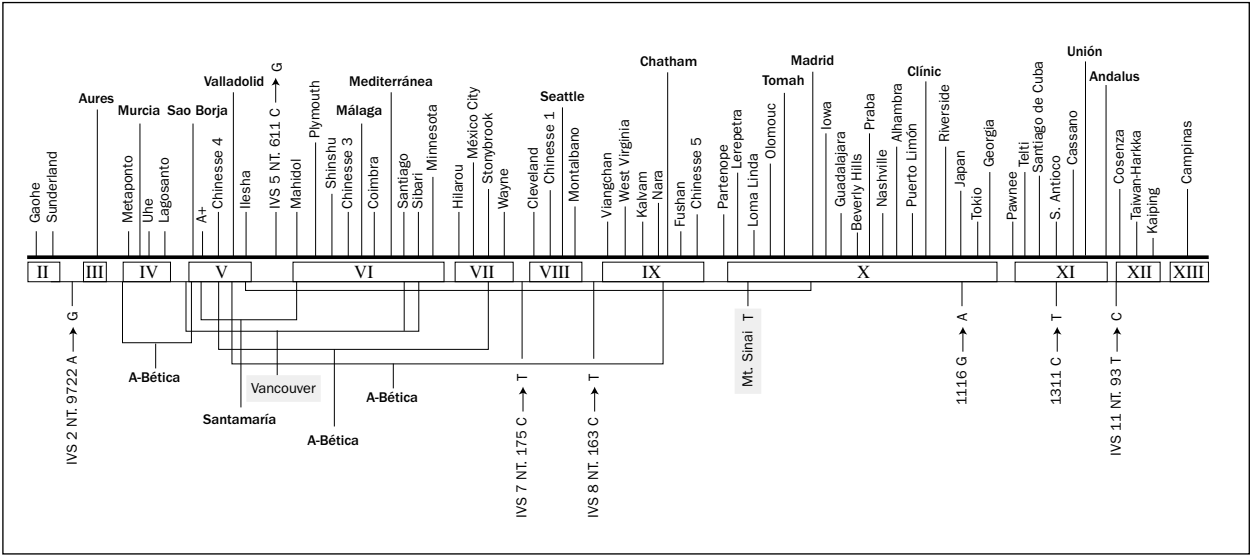 Gaohe
Sunderland
Aures
Metaponto
Murcia
Uhe
Lagosanto
Sao Borja
A+
Chinesse 4
Valladolid
Ilesha
IVS 5 NT. 611 C G
Mahidol
Plymouth
Shinshu
Chinesse 3
Málaga
Coimbra
Mediterránea
Santiago
Sibari
Minnesota
Hilarou
México City
Stonybrook
Wayne
Cleveland
Chinesse 1
Seattle
Montalbano
Viangchan
West Virginia
Kalvam
Nara
Chatham
Fushan
Chinesse 5
Partenope
Lerepetra
Loma Linda
Olomouc
Tomah
Madrid
Iowa
Guadalajara
Beverly Hills
Praba
Nashville
Alhambra
Puerto Limón
Clínic
Riverside
Japan
Tokio
Georgia
Pawnee
Telti
Santiago de Cuba
S. Antioco
Cassano
Unión
Andalus
Cosenza
Taiwan-Harkka
Kaiping
Campinas
II III IV V VI VII VIII IX X XI XII XIII
IVS 2 NT. 9722 A G
A-Bética
Vancouver
Santamaría
A-Bética
A-Bética
IVS 7 NT. 175 C T
IVS 8 NT. 163 C T
Mt. Sinai T
1116 G A
1311 C T
IVS 11 NT. 93 T C